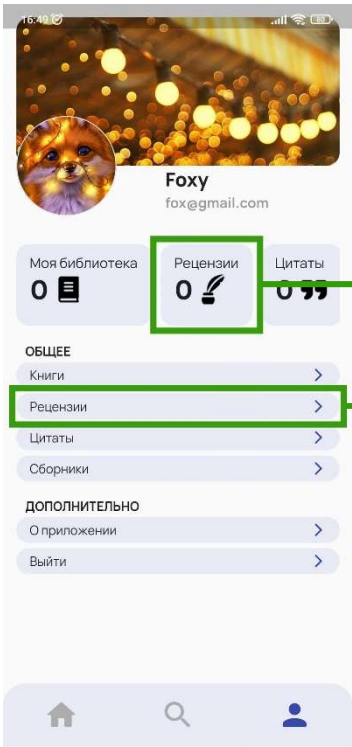 16:49
Foxy
fox@gmail.com
Моя библиотека
0
Рецензии
0
Цитаты
0
ОБЩЕЕ
Книги
Рецензии
Цитаты
Сборники
ДОПОЛНИТЕЛЬНО
О приложении
Выйти